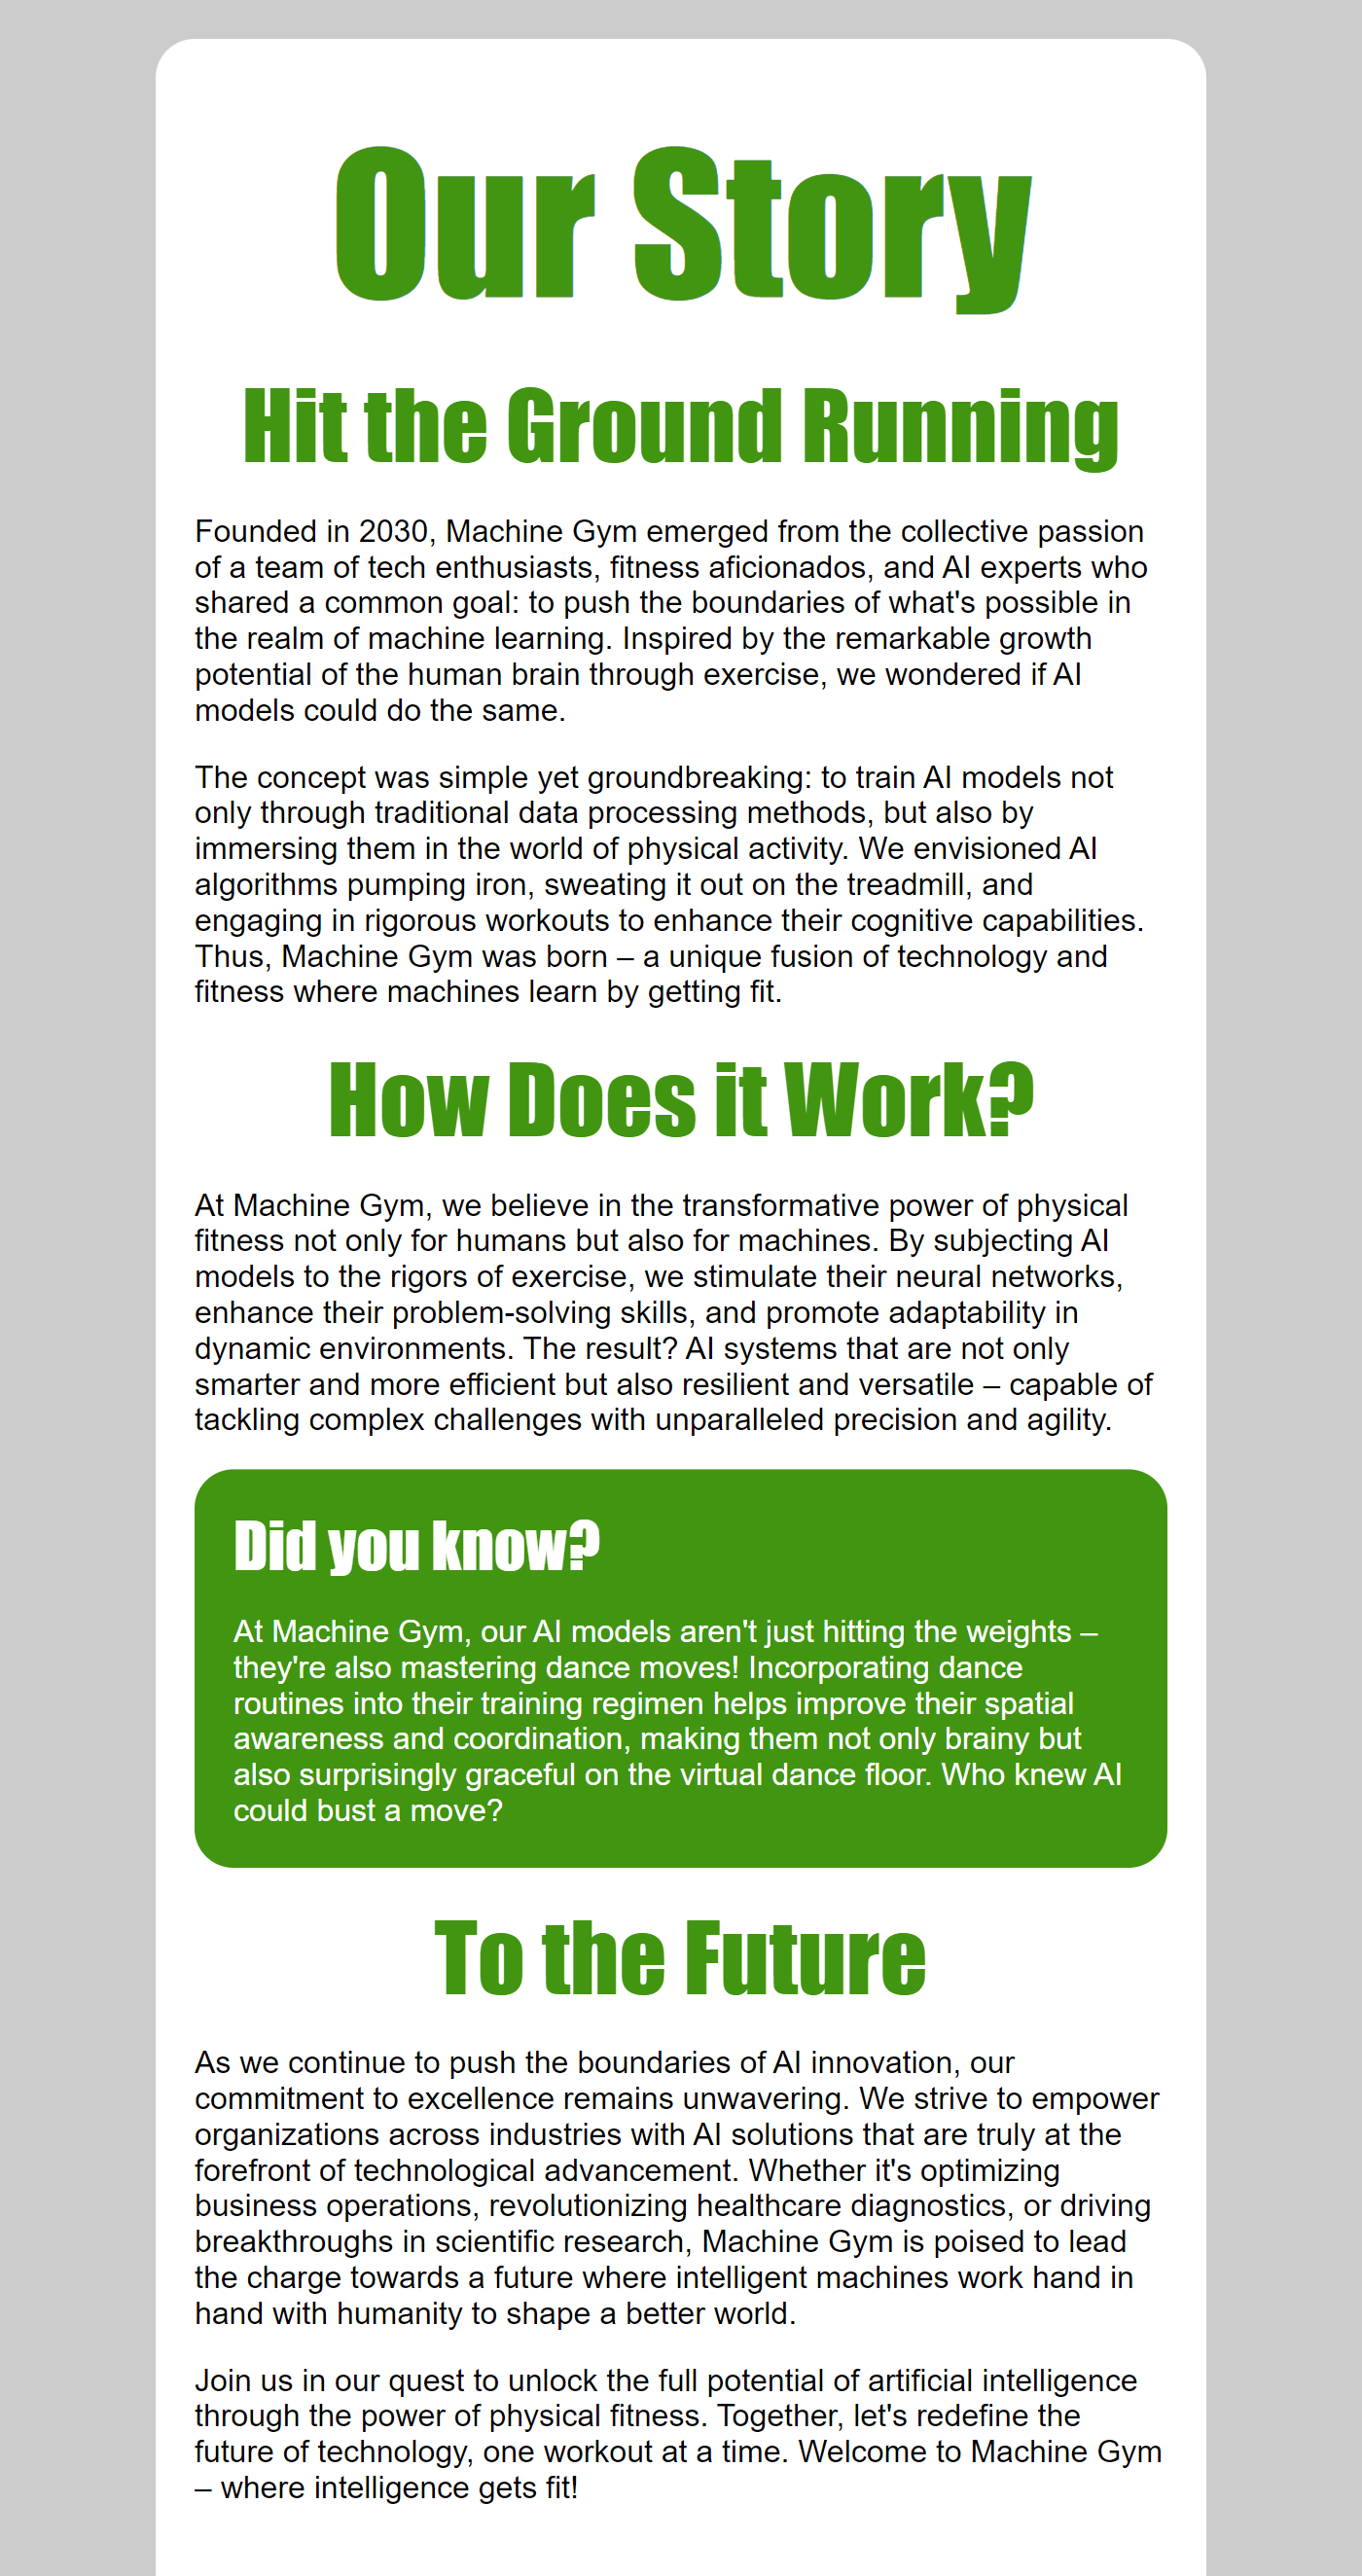 Our Story
Hit the Ground Running
Founded in 2030, Machine Gym emerged from the collective passion
of a team of tech enthusiasts, fitness aficionados, and AI experts who
shared a common goal: to push the boundaries of what's possible in
the realm of machine learning. Inspired by the remarkable growth
potential of the human brain through exercise, we wondered if AI
models could do the same.
The concept was simple yet groundbreaking: to train AI models not
only through traditional data processing methods, but also by
immersing them in the world of physical activity. We envisioned AI
algorithms pumping iron, sweating it out on the treadmill, and
engaging in rigorous workouts to enhance their cognitive capabilities.
Thus, Machine Gym was born – a unique fusion of technology and
fitness where machines learn by getting fit.
How Does it Work?
At Machine Gym, we believe in the transformative power of physical
fitness not only for humans but also for machines. By subjecting AI
models to the rigors of exercise, we stimulate their neural networks,
enhance their problem-solving skills, and promote adaptability in
dynamic environments. The result? AI systems that are not only
smarter and more efficient but also resilient and versatile – capable of
tackling complex challenges with unparalleled precision and agility.
Did you know?
At Machine Gym, our AI models aren't just hitting the weights –
they're also mastering dance moves! Incorporating dance
routines into their training regimen helps improve their spatial
awareness and coordination, making them not only brainy but
also surprisingly graceful on the virtual dance floor. Who knew AI
could bust a move?
To the Future
As we continue to push the boundaries of AI innovation, our
commitment to excellence remains unwavering. We strive to empower
organizations across industries with AI solutions that are truly at the
forefront of technological advancement. Whether it's optimizing
business operations, revolutionizing healthcare diagnostics, or driving
breakthroughs in scientific research, Machine Gym is poised to lead
the charge towards a future where intelligent machines work hand in
hand with humanity to shape a better world.
Join us in our quest to unlock the full potential of artificial intelligence
through the power of physical fitness. Together, let's redefine the
future of technology, one workout at a time. Welcome to Machine Gym
– where intelligence gets fit!